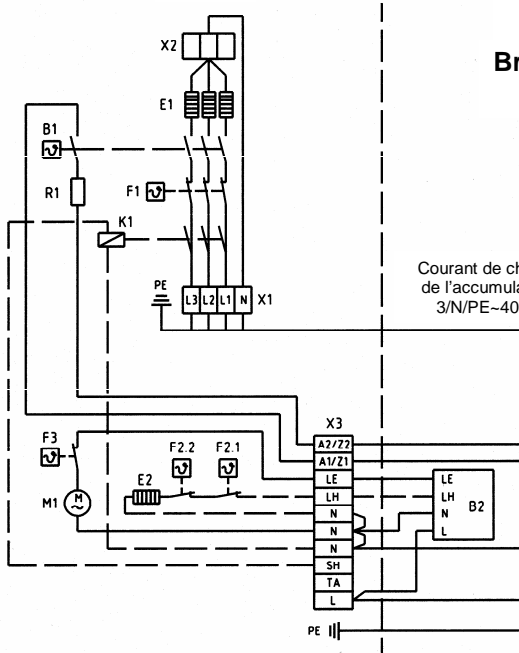 X2
Br
E1
B1
R1
F1
K1
PE
L3 L2 L1 N X1
Courant de ch
de l'accumula
3/N/PE~40
X3
A2/Z2
F3
F2.2 F2.1
A1/Z1
LE LE
E2
LH LH
B2
M1 M ~
N N
N L
N
SH
TA
L
PE